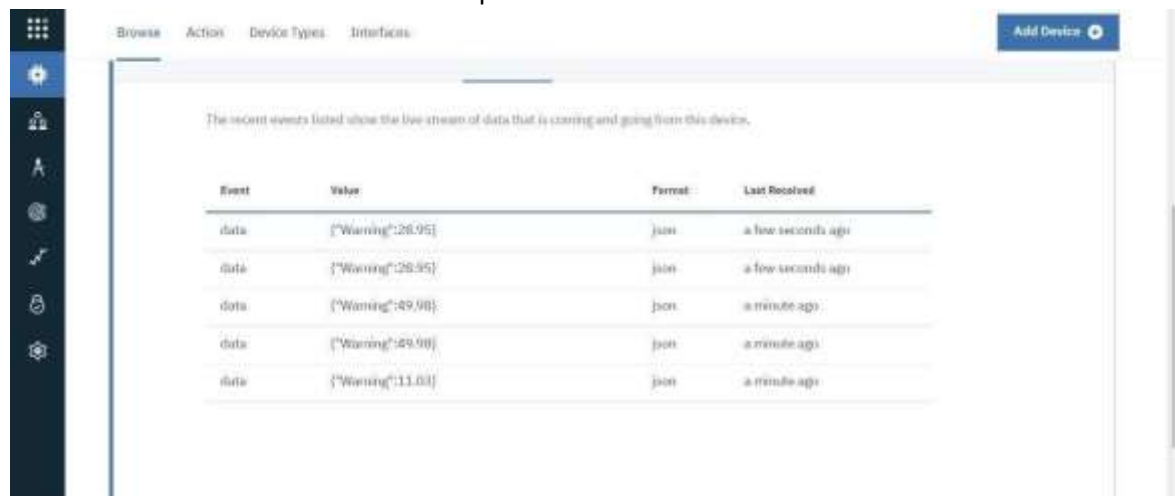 Browse Action Device Types Interfaces Add Device
The recent events listed show the live stream of data that is coming and going from this device.
Event Value Format Last Received
data {"Warning":28.95} json a few seconds ago
data {"Warning":28.95} json a few seconds ago
data {"Warning":49.98} json a minute ago
data {"Warning":49.98} json a minute ago
data {"Warning":11.03} json a minute ago